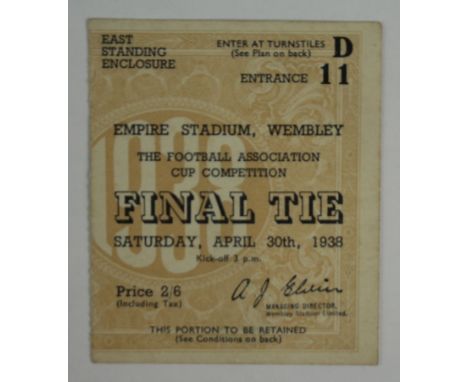 EAST
STANDING
ENCLOSURE
ENTER AT TURNSTILES D
(See Plan on back)
ENTRANCE 11
EMPIRE STADIUM, WEMBLEY
THE FOOTBALL ASSOCIATION
CUP COMPETITION
FINAL TIE
SATURDAY, APRIL 30th, 1938
Kick-off 3 p.m.
Price 2/6
(Including Tax)
A J Elvin
MANAGING DIRECTOR,
Wembley Stadium Limited.
THIS PORTION TO BE RETAINED
(See Conditions on back)